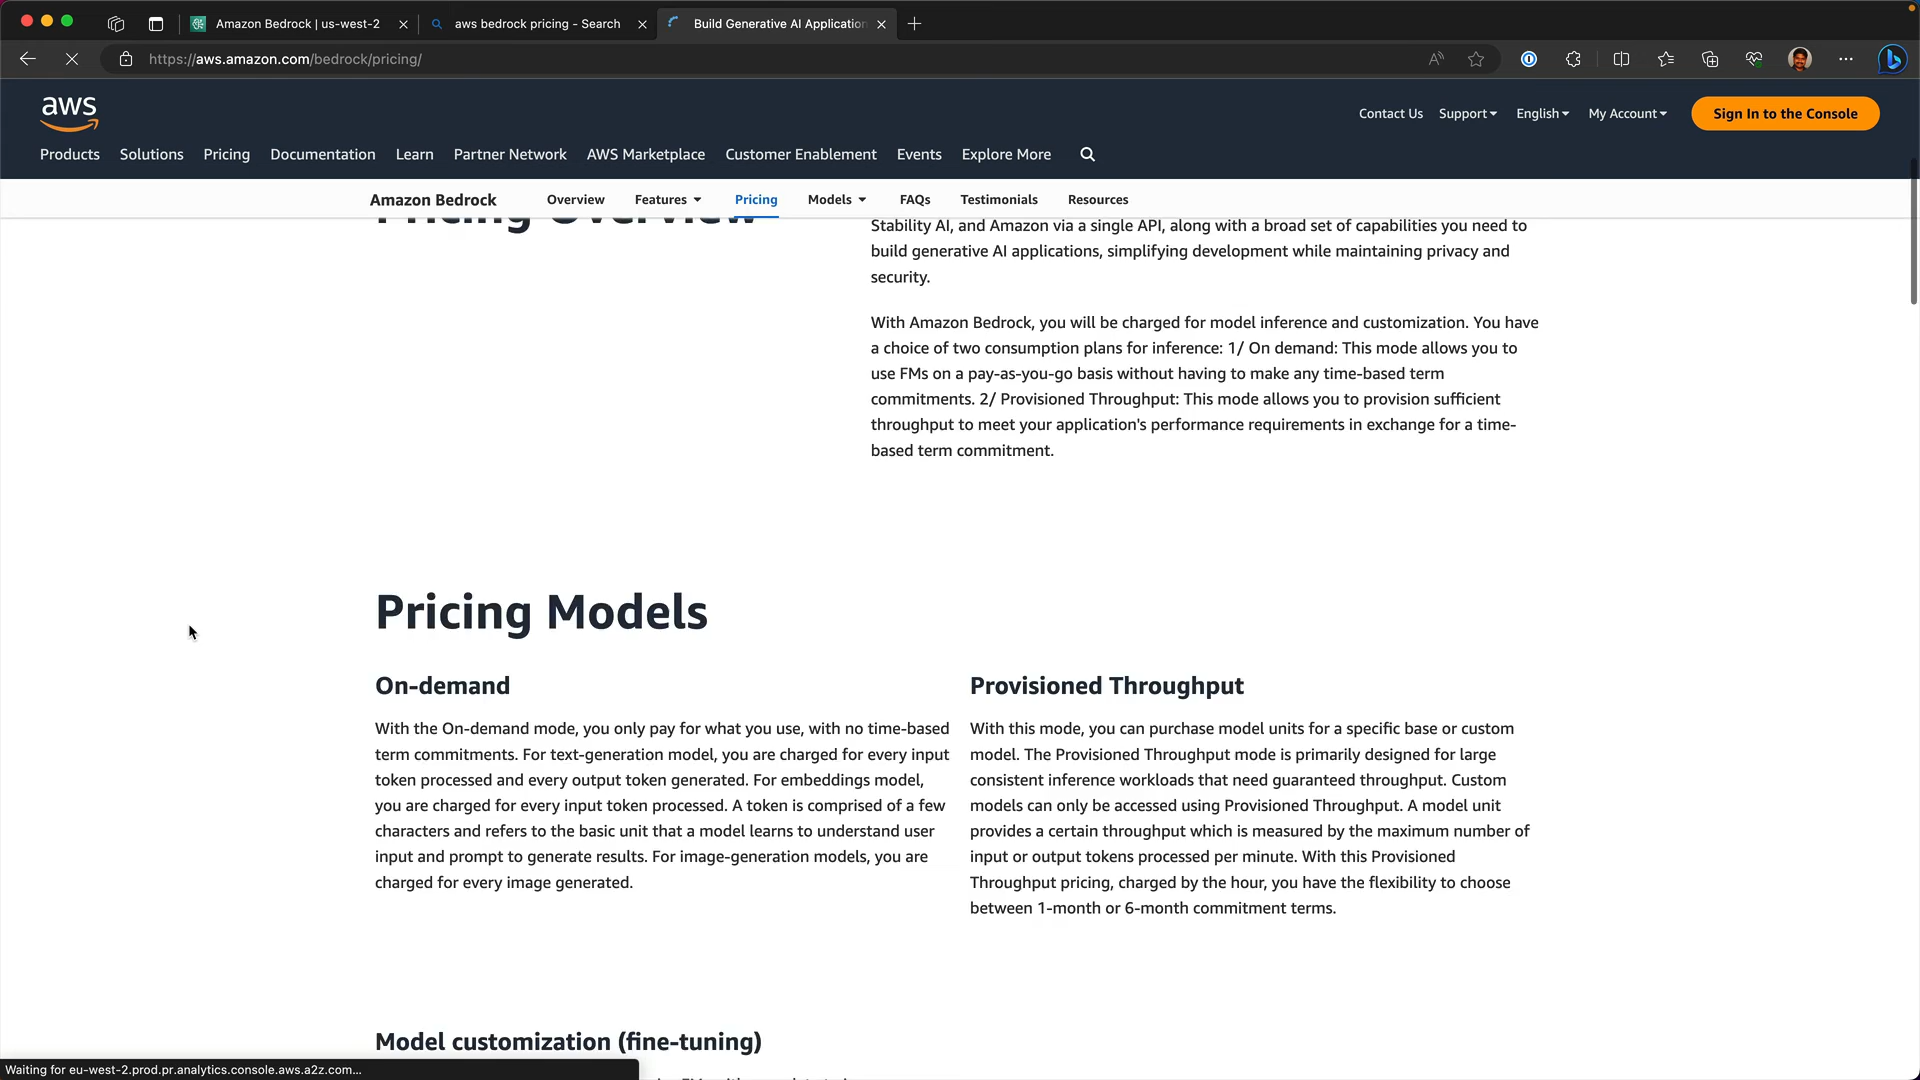 Amazon Bedrock | us-west-2
aws bedrock pricing - Search
Build Generative AI Application
https://aws.amazon.com/bedrock/pricing/
aws
Contact Us
Support
English
My Account
Sign In to the Console
Products
Solutions
Pricing
Documentation
Learn
Partner Network
AWS Marketplace
Customer Enablement
Events
Explore More
Amazon Bedrock
Overview
Features
Pricing
Models
FAQs
Testimonials
Resources
Pricing Overview
Stability AI, and Amazon via a single API, along with a broad set of capabilities you need to
build generative AI applications, simplifying development while maintaining privacy and
security.
With Amazon Bedrock, you will be charged for model inference and customization. You have
a choice of two consumption plans for inference: 1/ On demand: This mode allows you to
use FMs on a pay-as-you-go basis without having to make any time-based term
commitments. 2/ Provisioned Throughput: This mode allows you to provision sufficient
throughput to meet your application's performance requirements in exchange for a time-
based term commitment.
Pricing Models
On-demand
With the On-demand mode, you only pay for what you use, with no time-based
term commitments. For text-generation model, you are charged for every input
token processed and every output token generated. For embeddings model,
you are charged for every input token processed. A token is comprised of a few
characters and refers to the basic unit that a model learns to understand user
input and prompt to generate results. For image-generation models, you are
charged for every image generated.
Provisioned Throughput
With this mode, you can purchase model units for a specific base or custom
model. The Provisioned Throughput mode is primarily designed for large
consistent inference workloads that need guaranteed throughput. Custom
models can only be accessed using Provisioned Throughput. A model unit
provides a certain throughput which is measured by the maximum number of
input or output tokens processed per minute. With this Provisioned
Throughput pricing, charged by the hour, you have the flexibility to choose
between 1-month or 6-month commitment terms.
Model customization (fine-tuning)
Waiting for eu-west-2.prod.pr.analytics.console.aws.a2z.com...